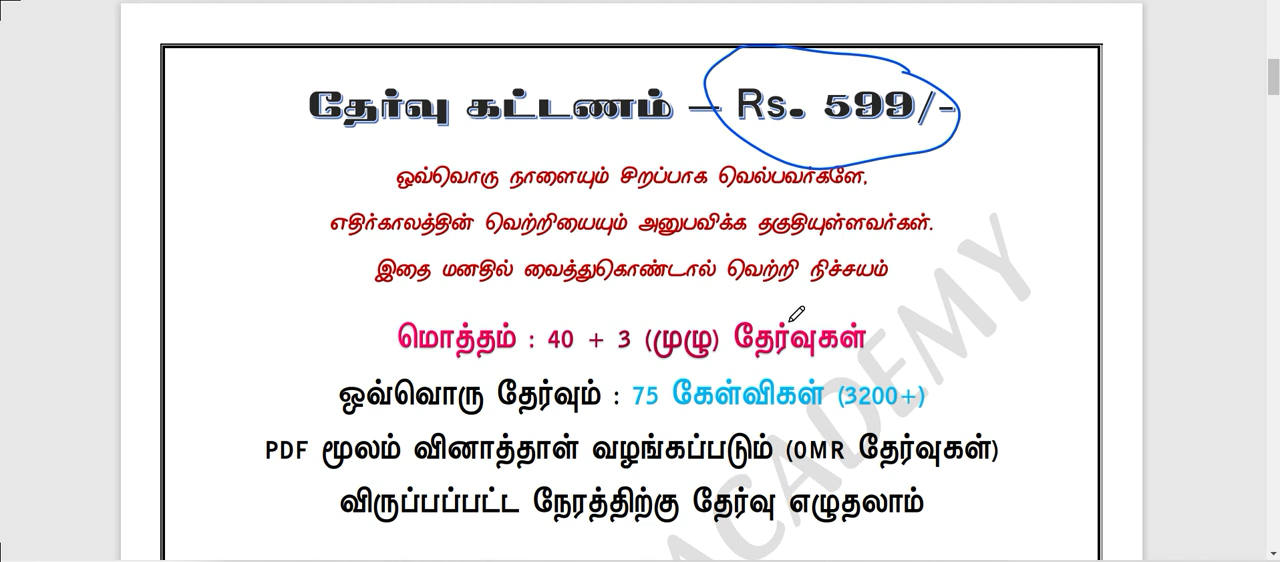 தேர்வு கட்டணம் – Rs. 599/-
ஒவ்வொரு நாளையும் சிறப்பாக வெல்பவர்களே,
எதிர்காலத்தின் வெற்றியையும் அனுபவிக்க தகுதியுள்ளவர்கள்.
இதை மனதில் வைத்துகொண்டால் வெற்றி நிச்சயம்
மொத்தம் : 40 + 3 (முழு) தேர்வுகள்
ஒவ்வொரு தேர்வும் : 75 கேள்விகள் (3200+)
PDF மூலம் வினாத்தாள் வழங்கப்படும் (OMR தேர்வுகள்)
விருப்பப்பட்ட நேரத்திற்கு தேர்வு எழுதலாம்
ACADEMY